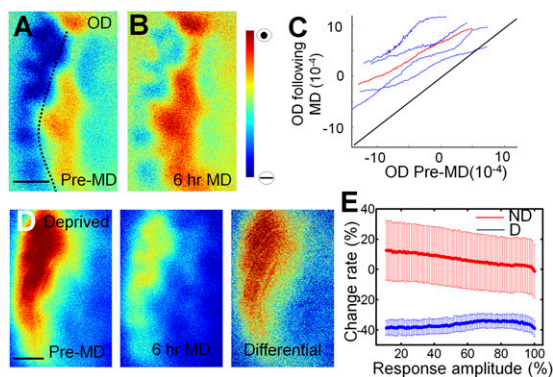 A
OD
Pre-MD
B
6 hr MD
C
OD following
MD (10⁻⁴)
10
0
-10
-10
0
10
OD Pre-MD(10⁻⁴)
D
Deprived
Pre-MD
6 hr MD
Differential
E
ND
D
Change rate (%)
40
20
0
-20
-40
20
40
60
80
100
Response amplitude (%)